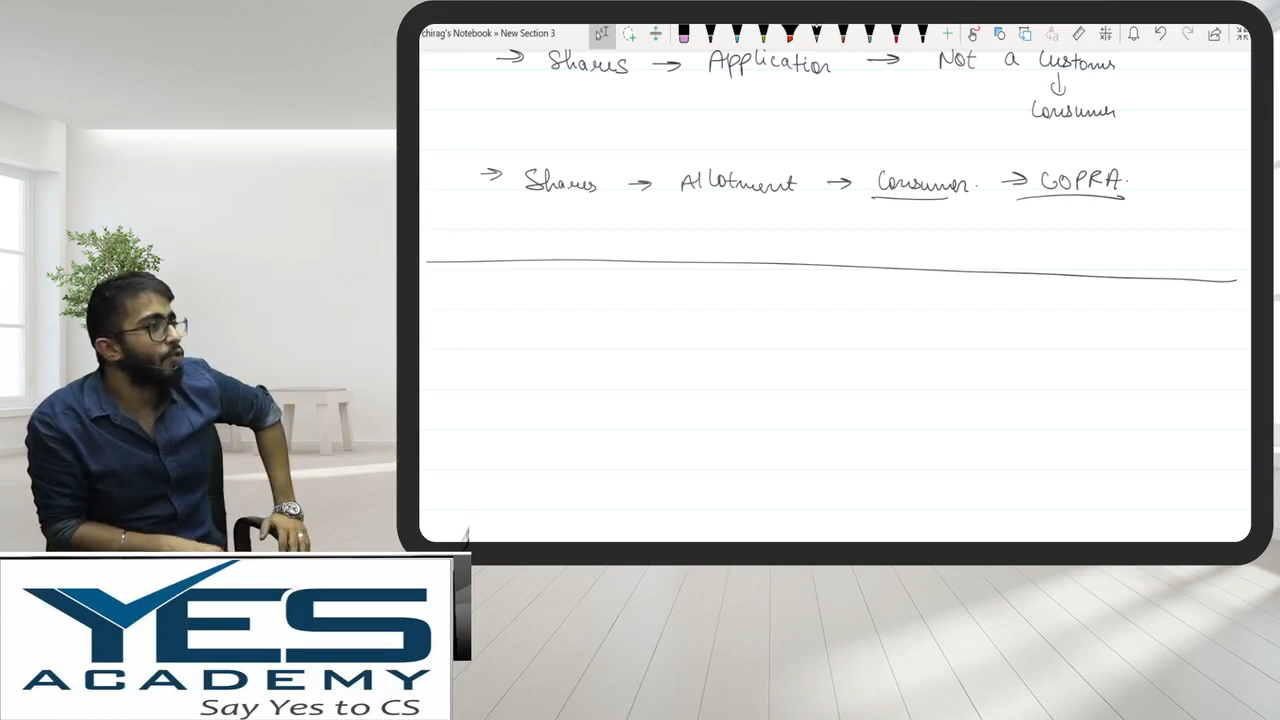 chirag's Notebook » New Section 3
→ Shares → Application → Not a Customer
↓
Consumer
→ Shares → Allotment → Consumer. → COPRA.
YES
ACADEMY
Say Yes to CS